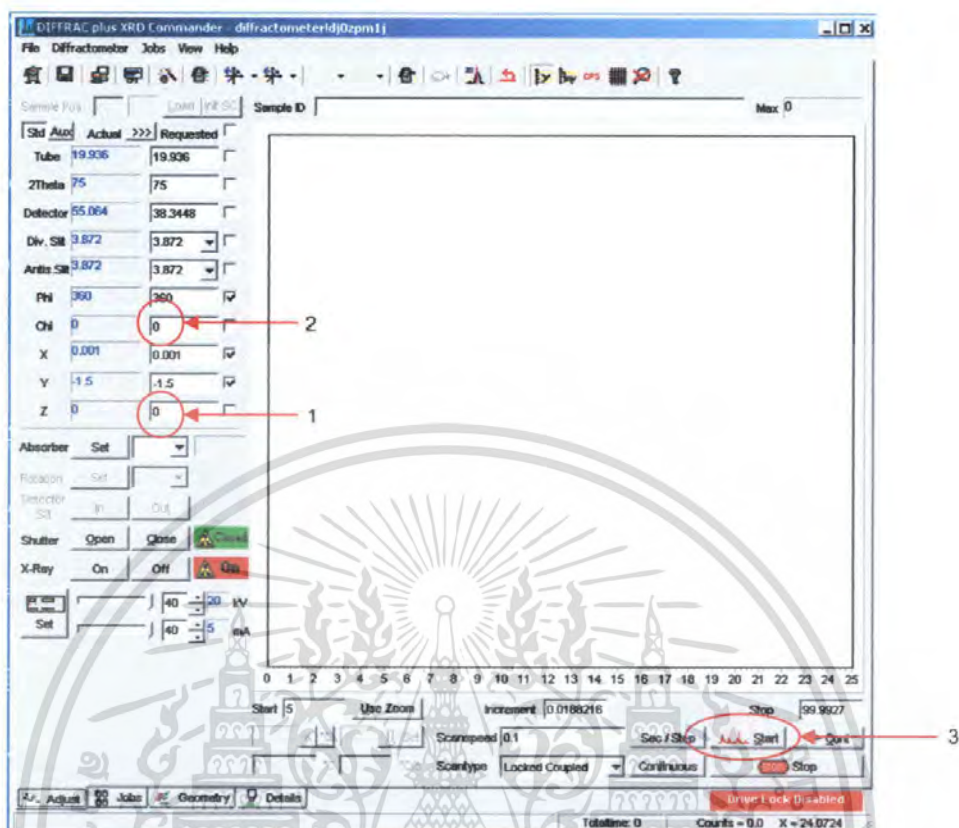 DIFFRAC plus XRD Commander - diffractometer!dj0zpm1j
File Diffractometer Jobs View Help
Sample Pos Load Init SC Sample ID Max 0
Std Aux Actual >>> Requested
Tube 19.936 19.936
2Theta 75 75
Detector 55.064 38.3448
Div. Slit 3.872 3.872
Antis.Slit 3.872 3.872
Phi 360 360
Chi 0 0 2
X 0.001 0.001
Y -1.5 -1.5
Z 0 0 1
Absorber Set
Rotation Set
Detector Slit In Out
Shutter Open Close Closed
X-Ray On Off On
40 20 kV
Set 40 5 mA
0 1 2 3 4 5 6 7 8 9 10 11 12 13 14 15 16 17 18 19 20 21 22 23 24 25
Start 5 Use Zoom Increment 0.0188216 Stop 99.9927
Scanspeed 0.1 Sec / Step Start 3
Scantype Locked Coupled Continuous Stop
Adjust Jobs Geometry Details Drive Lock Disabled
Totaltime: 0 Counts = 0.0 X = 24.0724